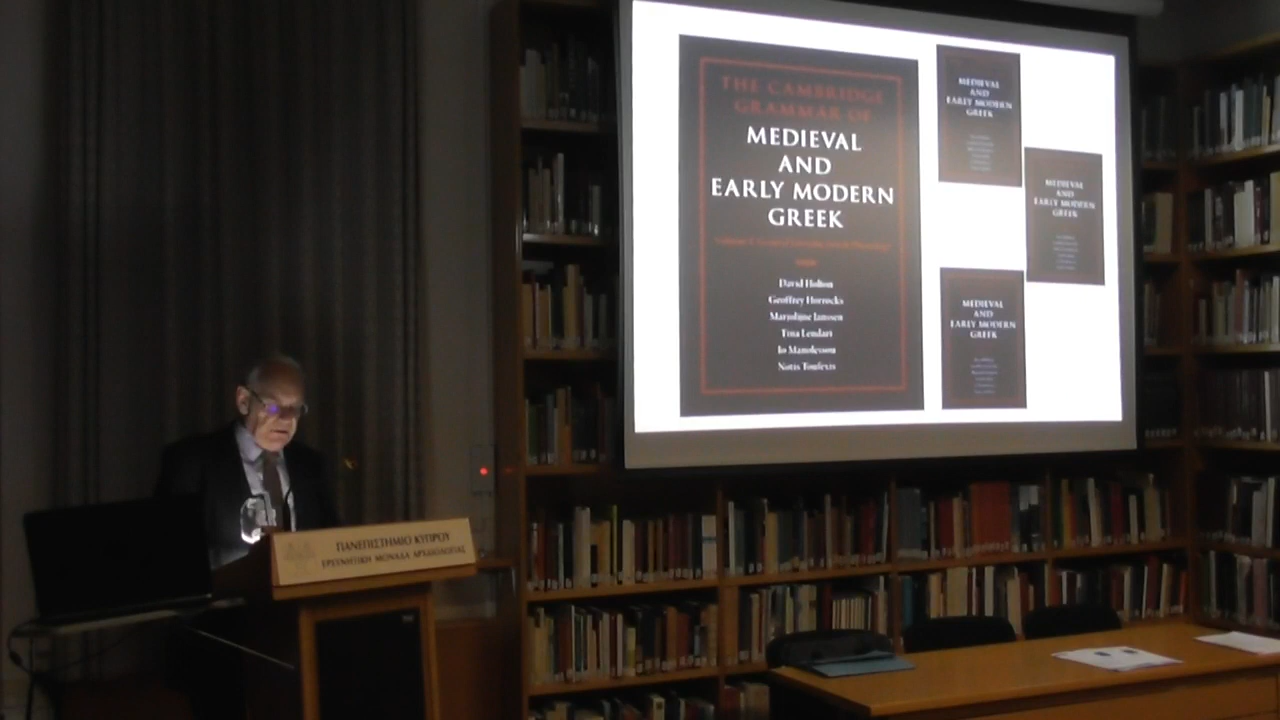 THE CAMBRIDGE
GRAMMAR OF
MEDIEVAL
AND
EARLY MODERN
GREEK
David Holton
Geoffrey Horrocks
Marjolijne Janssen
Tina Lendari
Io Manolessou
Notis Toufexis
MEDIEVAL
AND
EARLY MODERN
GREEK
MEDIEVAL
AND
EARLY MODERN
GREEK
MEDIEVAL
AND
EARLY MODERN
GREEK
ΠΑΝΕΠΙΣΤΗΜΙΟ ΚΥΠΡΟΥ
ΕΡΕΥΝΗΤΙΚΗ ΜΟΝΑΔΑ ΑΡΧΑΙΟΛΟΓΙΑΣ